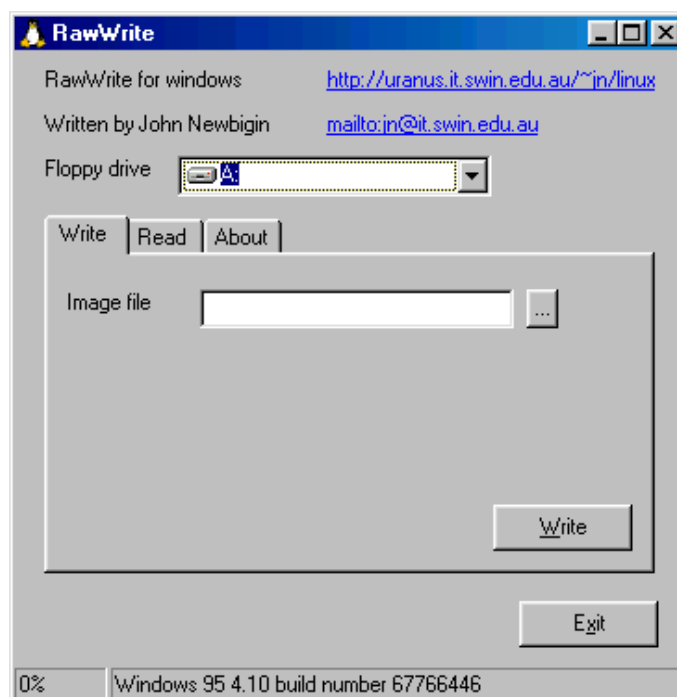 RawWrite
RawWrite for windows http://uranus.it.swin.edu.au/~jn/linux
Written by John Newbigin mailto:jn@it.swin.edu.au
Floppy drive A:
Write Read About
Image file ...
Write
Exit
0% Windows 95 4.10 build number 67766446